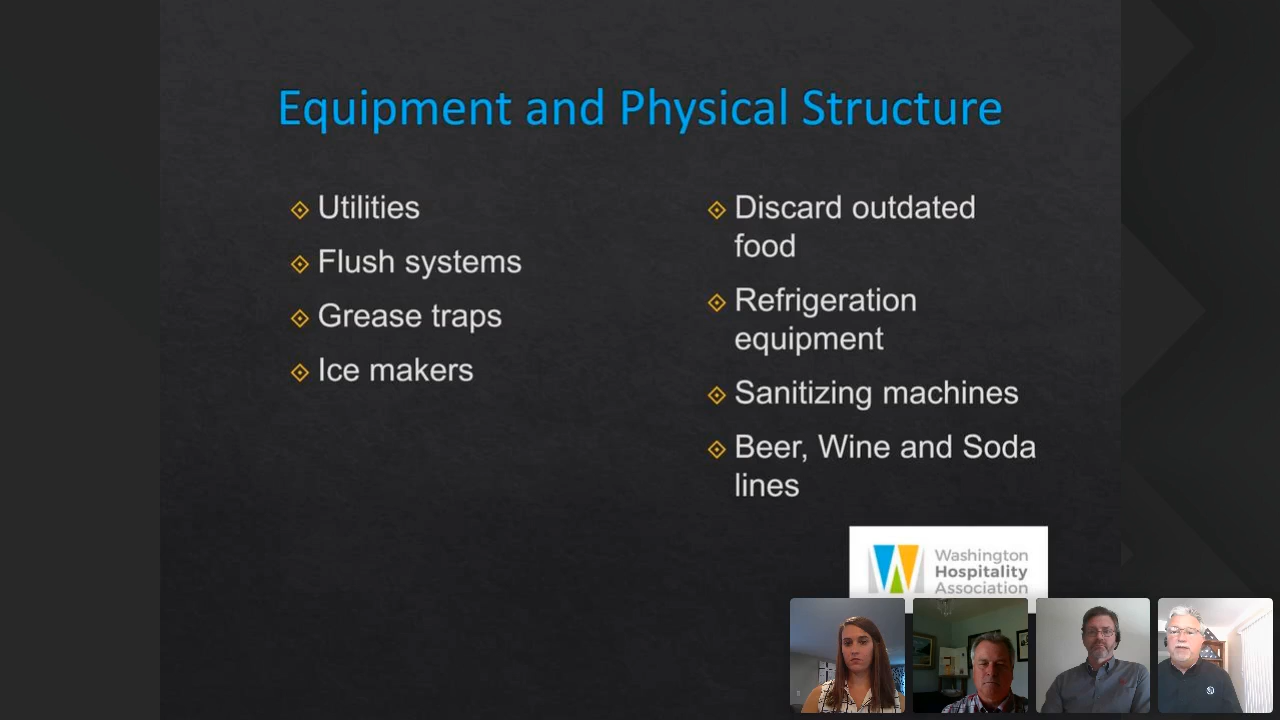 Equipment and Physical Structure
Utilities
Flush systems
Grease traps
Ice makers
Discard outdated
food
Refrigeration
equipment
Sanitizing machines
Beer, Wine and Soda
lines
Washington
Hospitality
Association